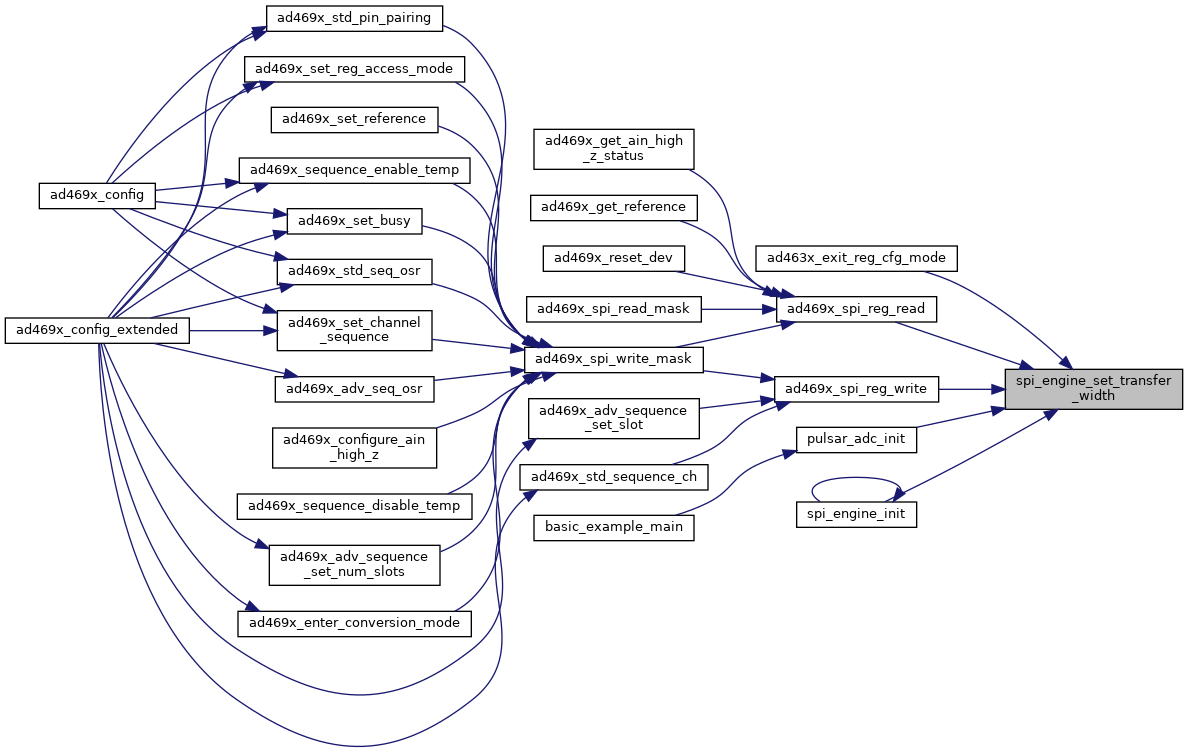 ad469x_std_pin_pairing
ad469x_set_reg_access_mode
ad469x_set_reference
ad469x_get_ain_high
_z_status
ad469x_sequence_enable_temp
ad469x_config
ad469x_get_reference
ad469x_set_busy
ad469x_reset_dev
ad463x_exit_reg_cfg_mode
ad469x_std_seq_osr
ad469x_spi_read_mask
ad469x_spi_reg_read
ad469x_config_extended
ad469x_set_channel
_sequence
ad469x_spi_write_mask
spi_engine_set_transfer
_width
ad469x_adv_seq_osr
ad469x_spi_reg_write
ad469x_adv_sequence
_set_slot
ad469x_configure_ain
_high_z
pulsar_adc_init
ad469x_std_sequence_ch
ad469x_sequence_disable_temp
spi_engine_init
basic_example_main
ad469x_adv_sequence
_set_num_slots
ad469x_enter_conversion_mode